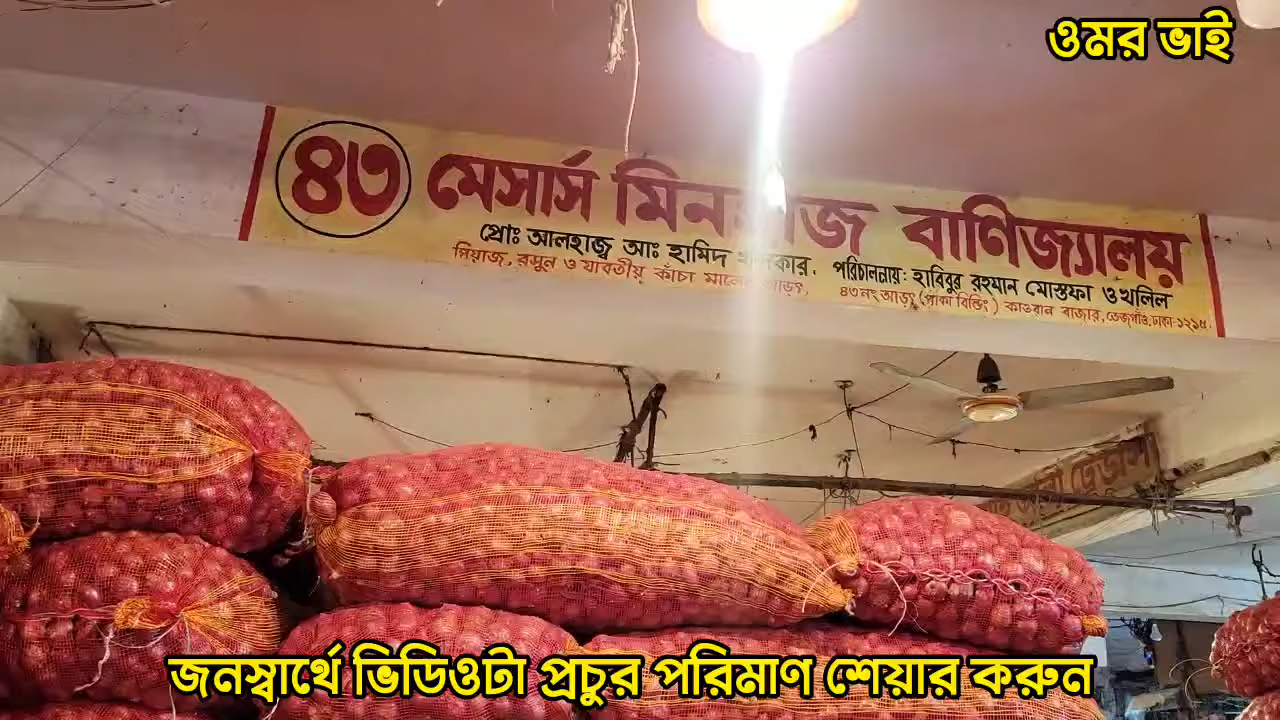 ওমর ভাই
৪৩ মেসার্স বাণিজ্যালয়
প্রোঃ আলহাজ্ব আঃ হামিদ পরিচালনায়: হাবিবুর রহমান মোস্তফা ও খলিল
পিয়াজ, রসুন ও যাবতীয় কাঁচা ৪৩নং আড়ৎ (পাকা বিল্ডিং) কাওরান বাজার, তেজগাঁও, ঢাকা-১২১৫.
জনস্বার্থে ভিডিওটা প্রচুর পরিমাণ শেয়ার করুন